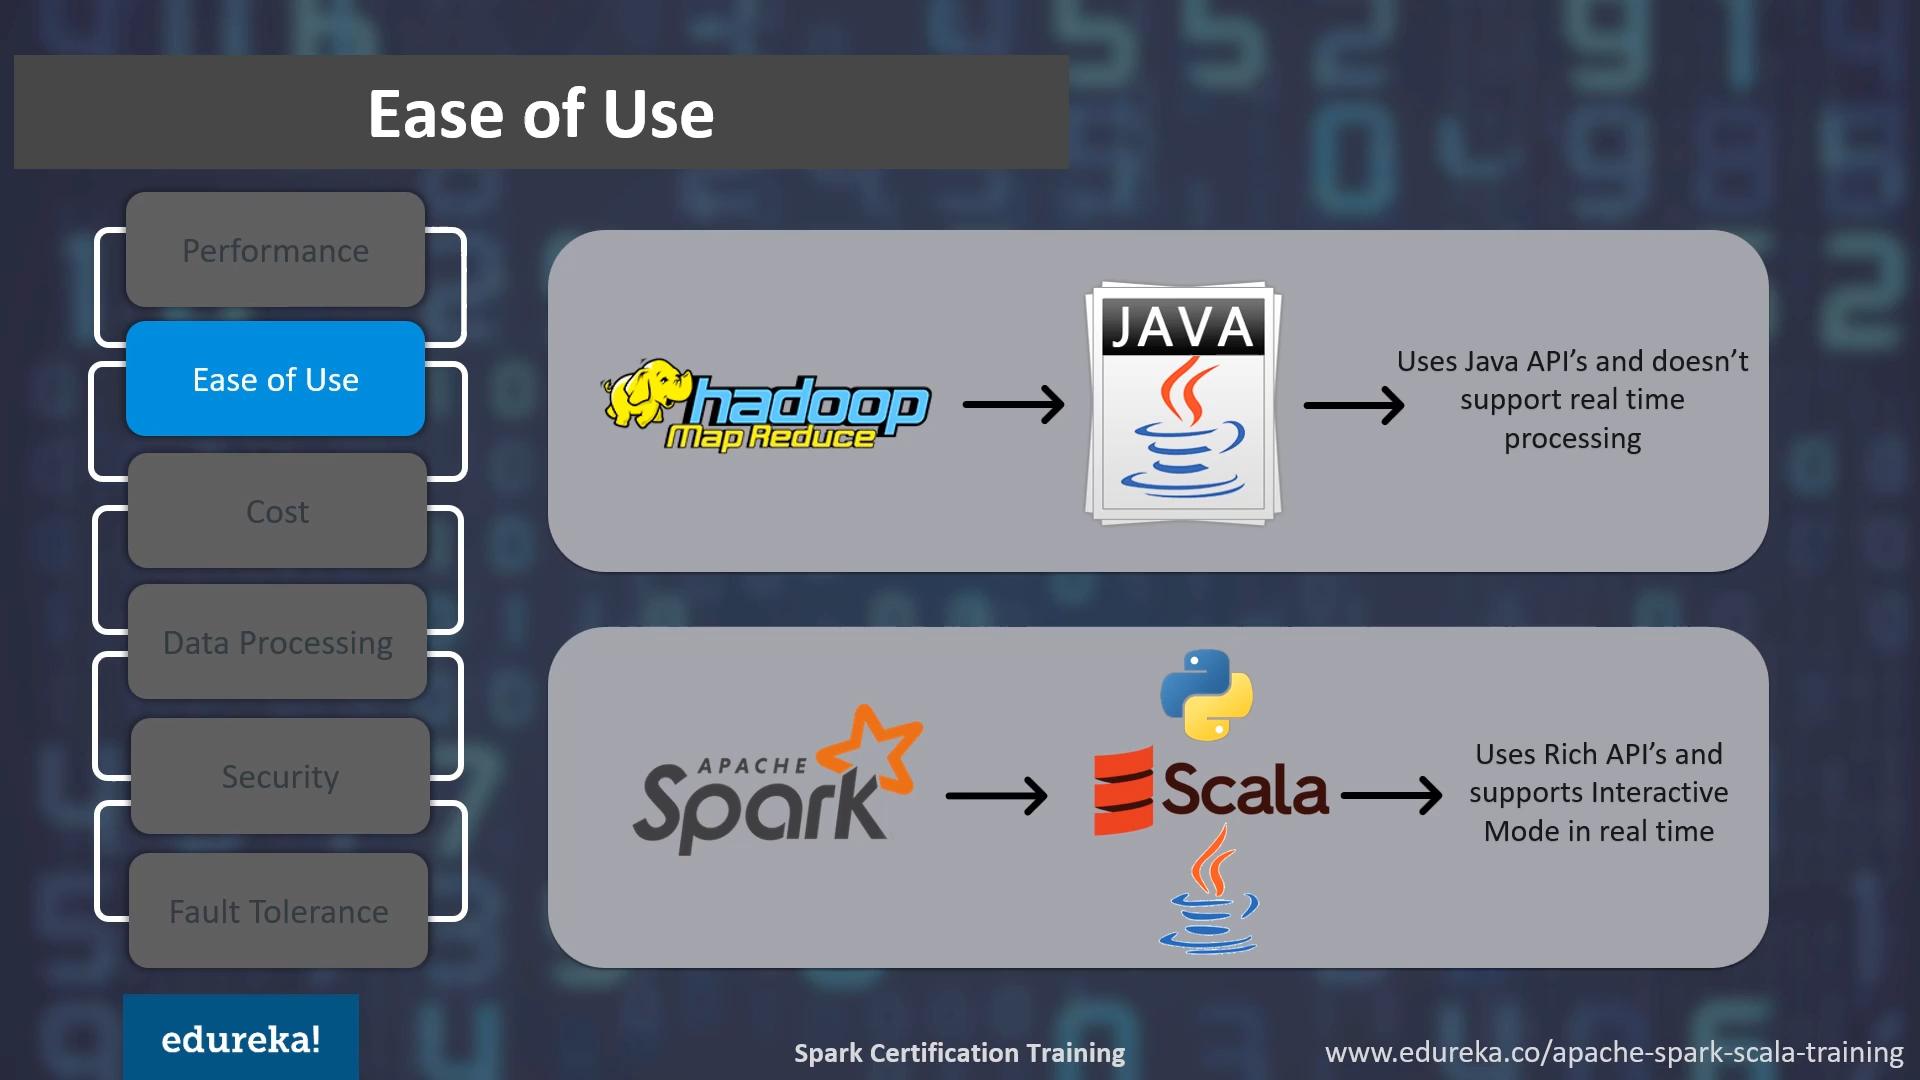 Ease of Use
Performance
Ease of Use
Cost
Data Processing
Security
Fault Tolerance
hadoop
Map Reduce
JAVA
Uses Java API’s and doesn’t
support real time
processing
APACHE
Spark
Scala
Uses Rich API’s and
supports Interactive
Mode in real time
edureka!
Spark Certification Training
www.edureka.co/apache-spark-scala-training